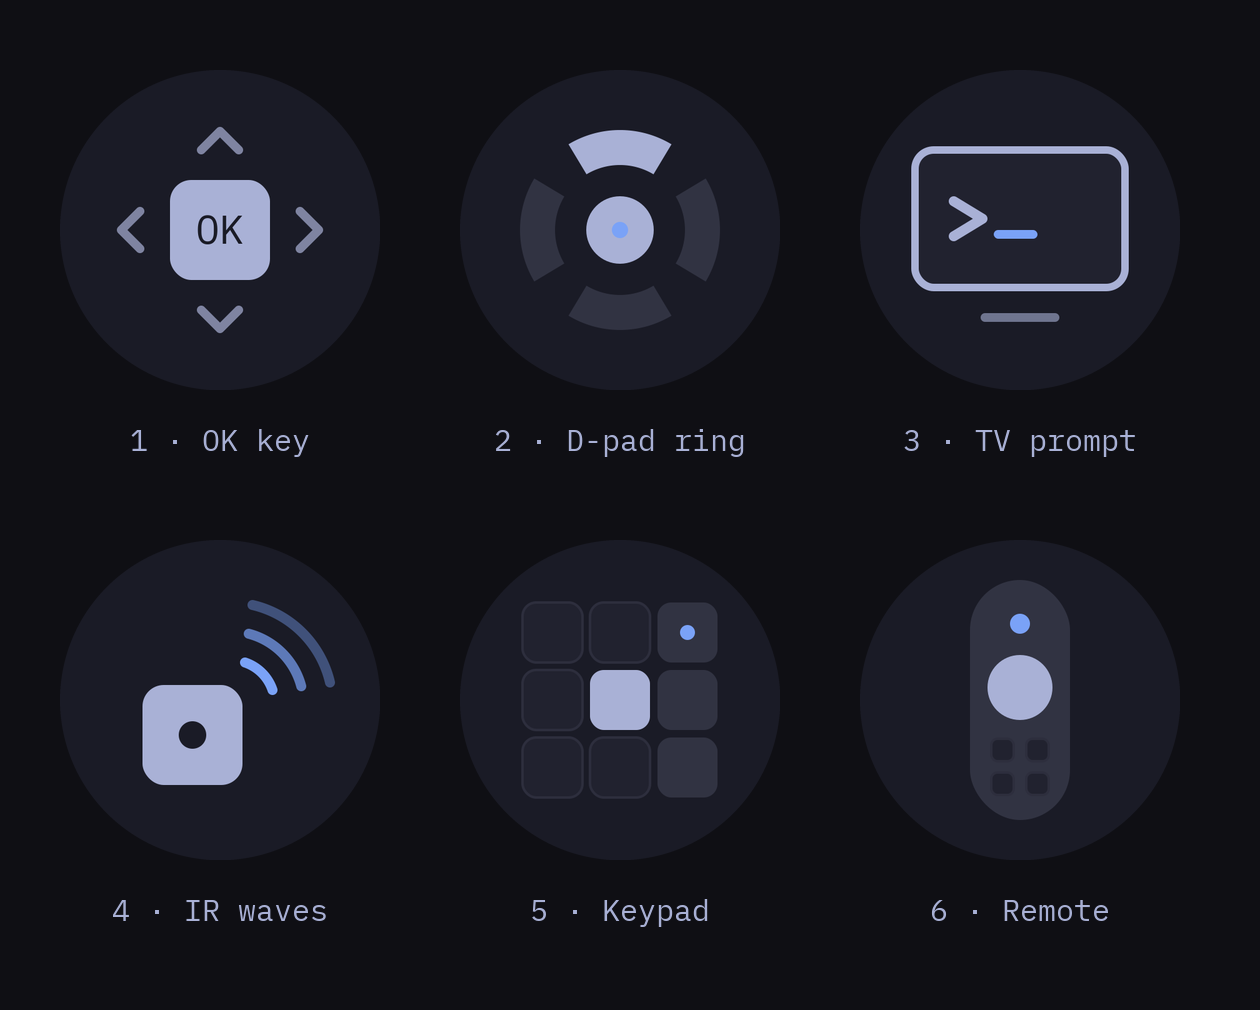 OK
1 · OK key
2 · D-pad ring
>_
3 · TV prompt
4 · IR waves
5 · Keypad
6 · Remote